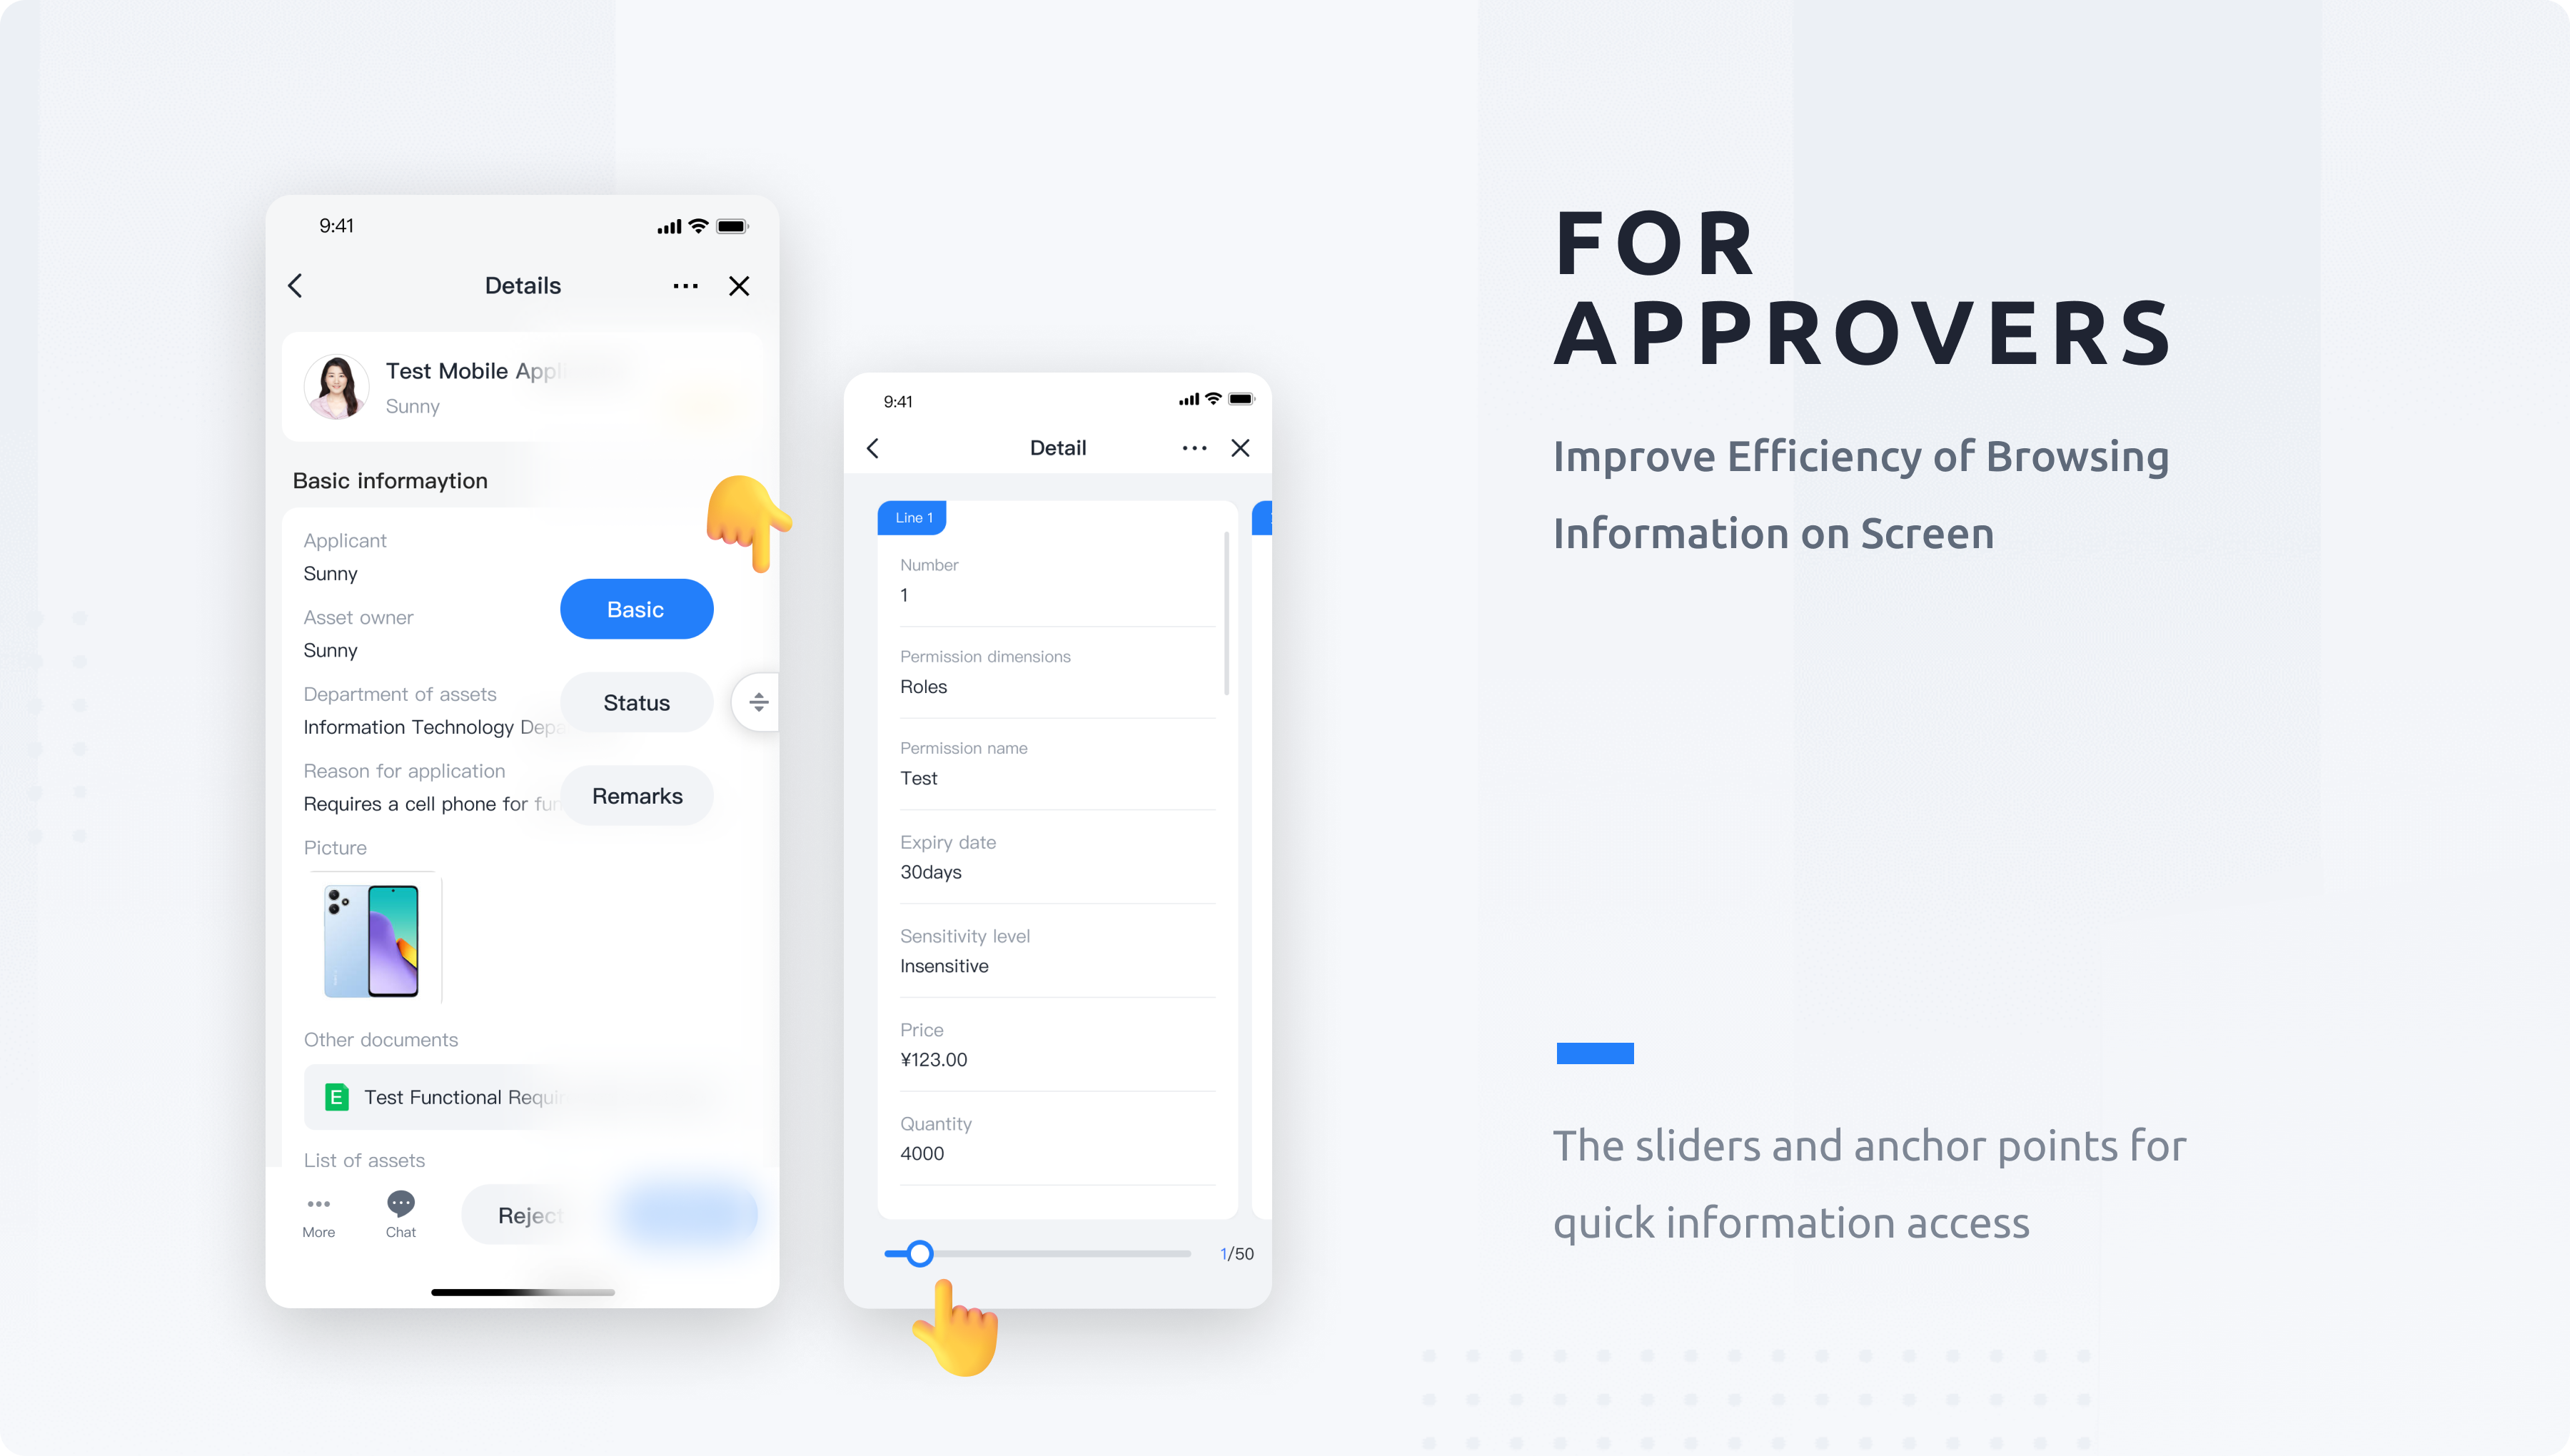 9:41
Details
Test Mobile Appli
Sunny
Basic informaytion
Applicant
Sunny
Asset owner
Sunny
Department of assets
Information Technology Depa
Reason for application
Requires a cell phone for fun
Picture
Other documents
E Test Functional Requir
List of assets
Basic
Status
Remarks
More
Chat
Reject
9:41
Detail
Line 1
Number
1
Permission dimensions
Roles
Permission name
Test
Expiry date
30days
Sensitivity level
Insensitive
Price
¥123.00
Quantity
4000
1/50
FOR
APPROVERS
Improve Efficiency of Browsing
Information on Screen
The sliders and anchor points for
quick information access